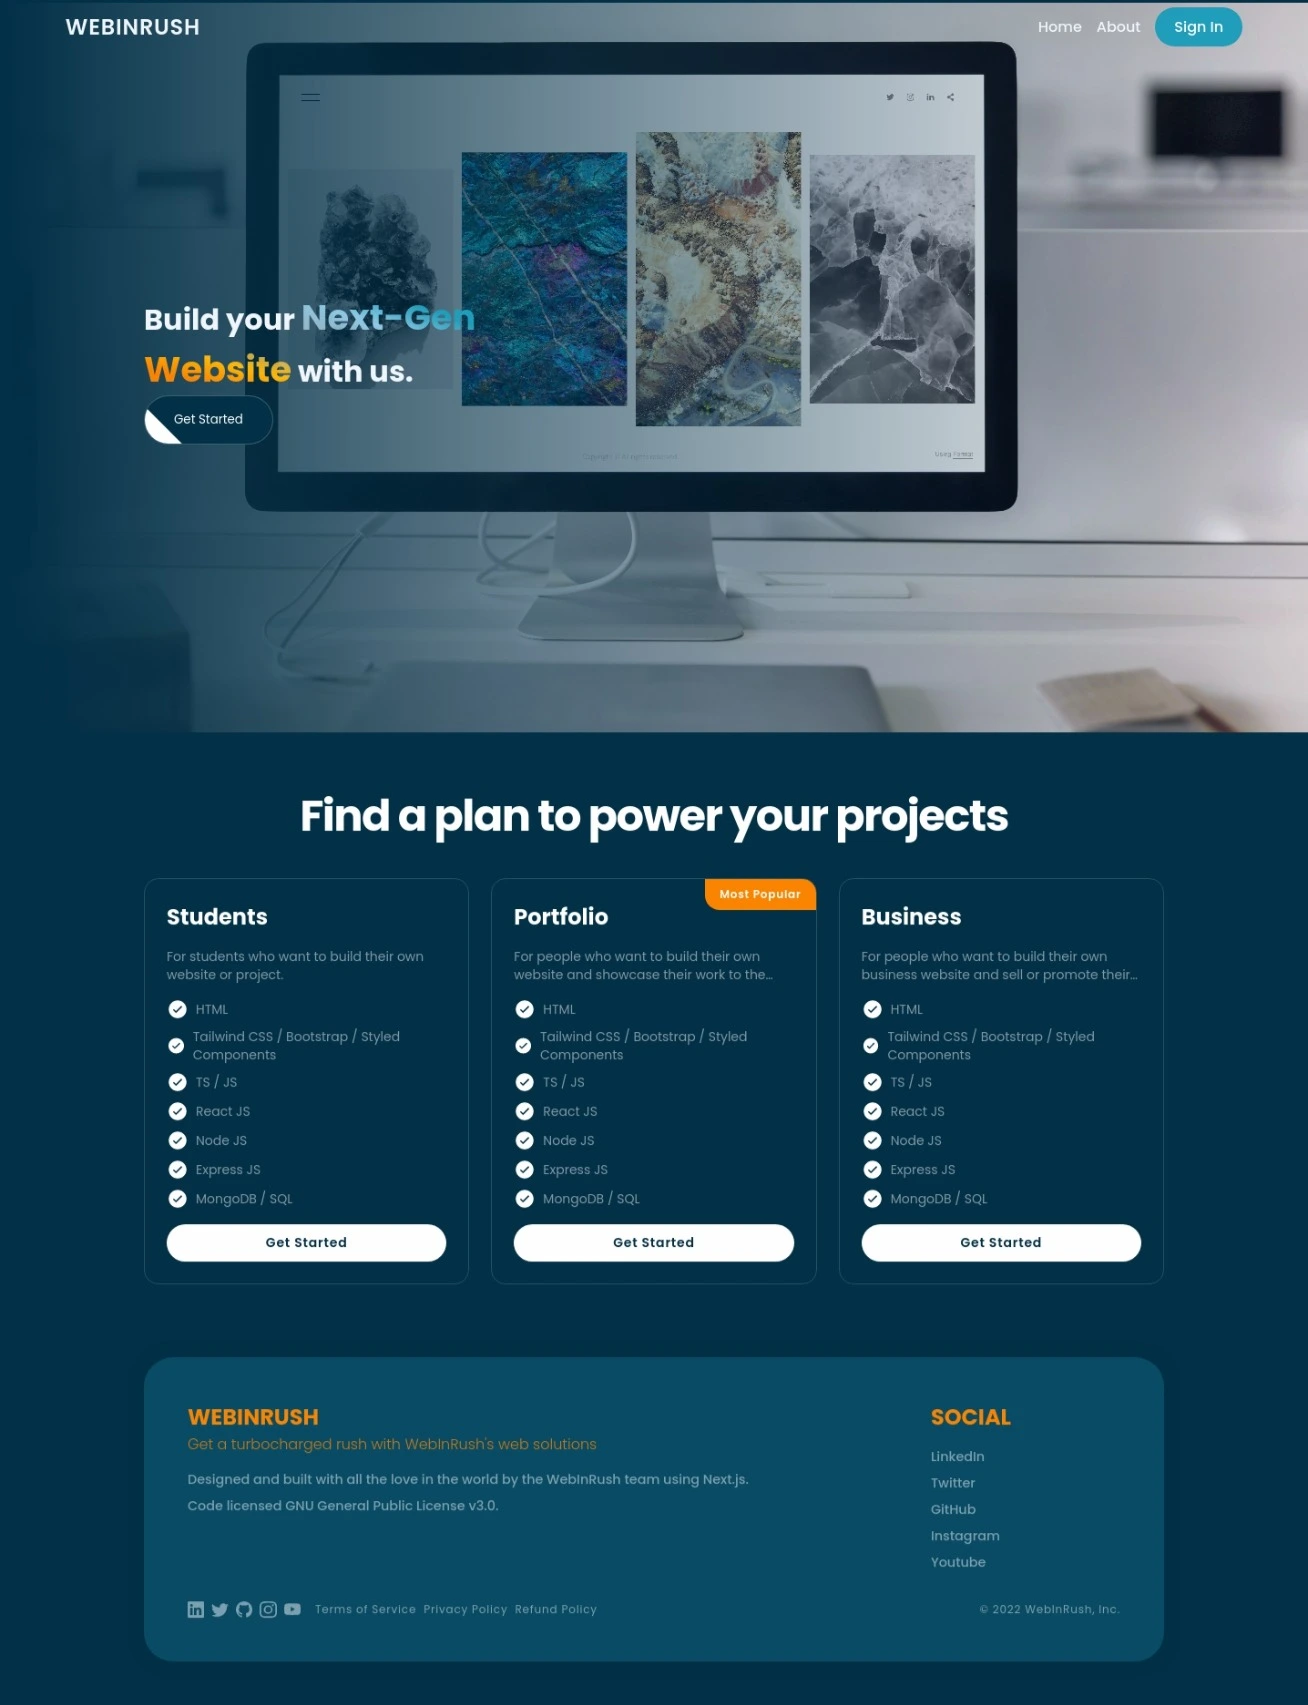 WEBINRUSH
Home About Sign In
Build your Next-Gen
Website with us.
Get Started
Find a plan to power your projects
Students
For students who want to build their own
website or project.
HTML
Tailwind CSS / Bootstrap / Styled
Components
TS / JS
React JS
Node JS
Express JS
MongoDB / SQL
Get Started
Most Popular
Portfolio
For people who want to build their own
website and showcase their work to the...
HTML
Tailwind CSS / Bootstrap / Styled
Components
TS / JS
React JS
Node JS
Express JS
MongoDB / SQL
Get Started
Business
For people who want to build their own
business website and sell or promote their...
HTML
Tailwind CSS / Bootstrap / Styled
Components
TS / JS
React JS
Node JS
Express JS
MongoDB / SQL
Get Started
WEBINRUSH
Get a turbocharged rush with WebInRush's web solutions
Designed and built with all the love in the world by the WebInRush team using Next.js.
Code licensed GNU General Public License v3.0.
SOCIAL
LinkedIn
Twitter
GitHub
Instagram
Youtube
Terms of Service Privacy Policy Refund Policy
© 2022 WebInRush, Inc.